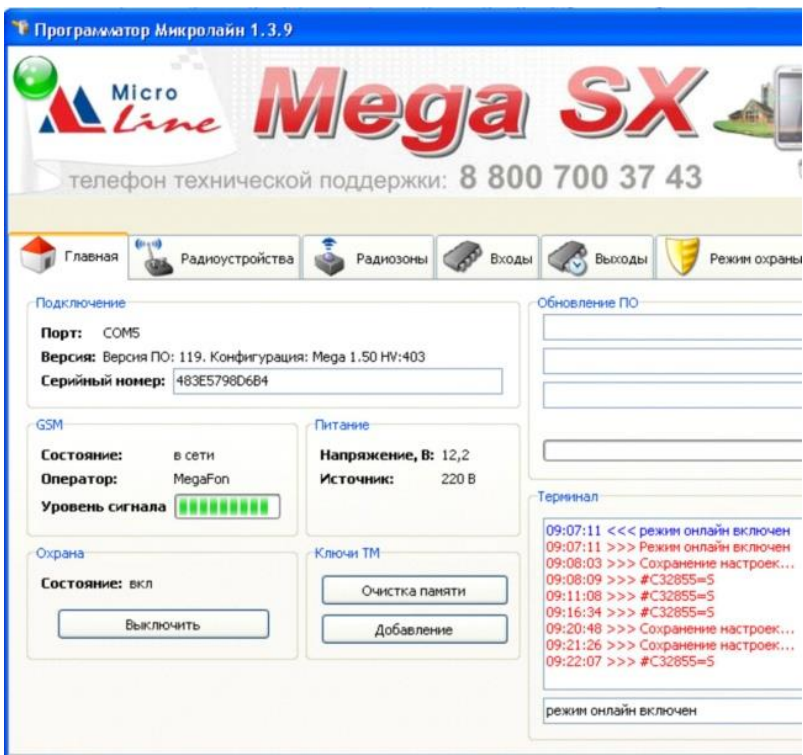 Программатор Микролайн 1.3.9
Micro
Line
Mega SX
телефон технической поддержки: 8 800 700 37 43
Главная
Радиоустройства
Радиозоны
Входы
Выходы
Режим охраны
Подключение
Порт: COM5
Версия: Версия ПО: 119. Конфигурация: Mega 1.50 HV:403
Серийный номер: 483E5798D6B4
GSM
Состояние: в сети
Оператор: MegaFon
Уровень сигнала
Питание
Напряжение, В: 12,2
Источник: 220 В
Охрана
Состояние: вкл
Выключить
Ключи ТМ
Очистка памяти
Добавление
Обновление ПО
Терминал
09:07:11 <<< режим онлайн включен
09:07:11 >>> Режим онлайн включен
09:08:03 >>> Сохранение настроек...
09:08:09 >>> #C32855=S
09:11:08 >>> #C32855=S
09:16:34 >>> #C32855=S
09:20:48 >>> Сохранение настроек...
09:21:26 >>> Сохранение настроек...
09:22:07 >>> #C32855=S
режим онлайн включен